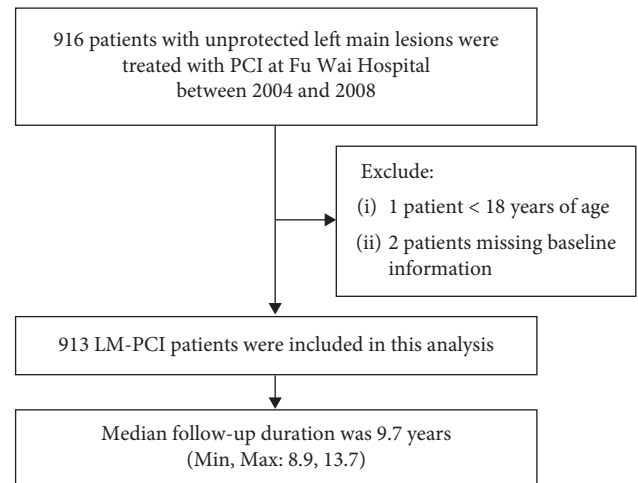 916 patients with unprotected left main lesions were
treated with PCI at Fu Wai Hospital
between 2004 and 2008
Exclude:
(i) 1 patient < 18 years of age
(ii) 2 patients missing baseline
information
913 LM-PCI patients were included in this analysis
Median follow-up duration was 9.7 years
(Min, Max: 8.9, 13.7)